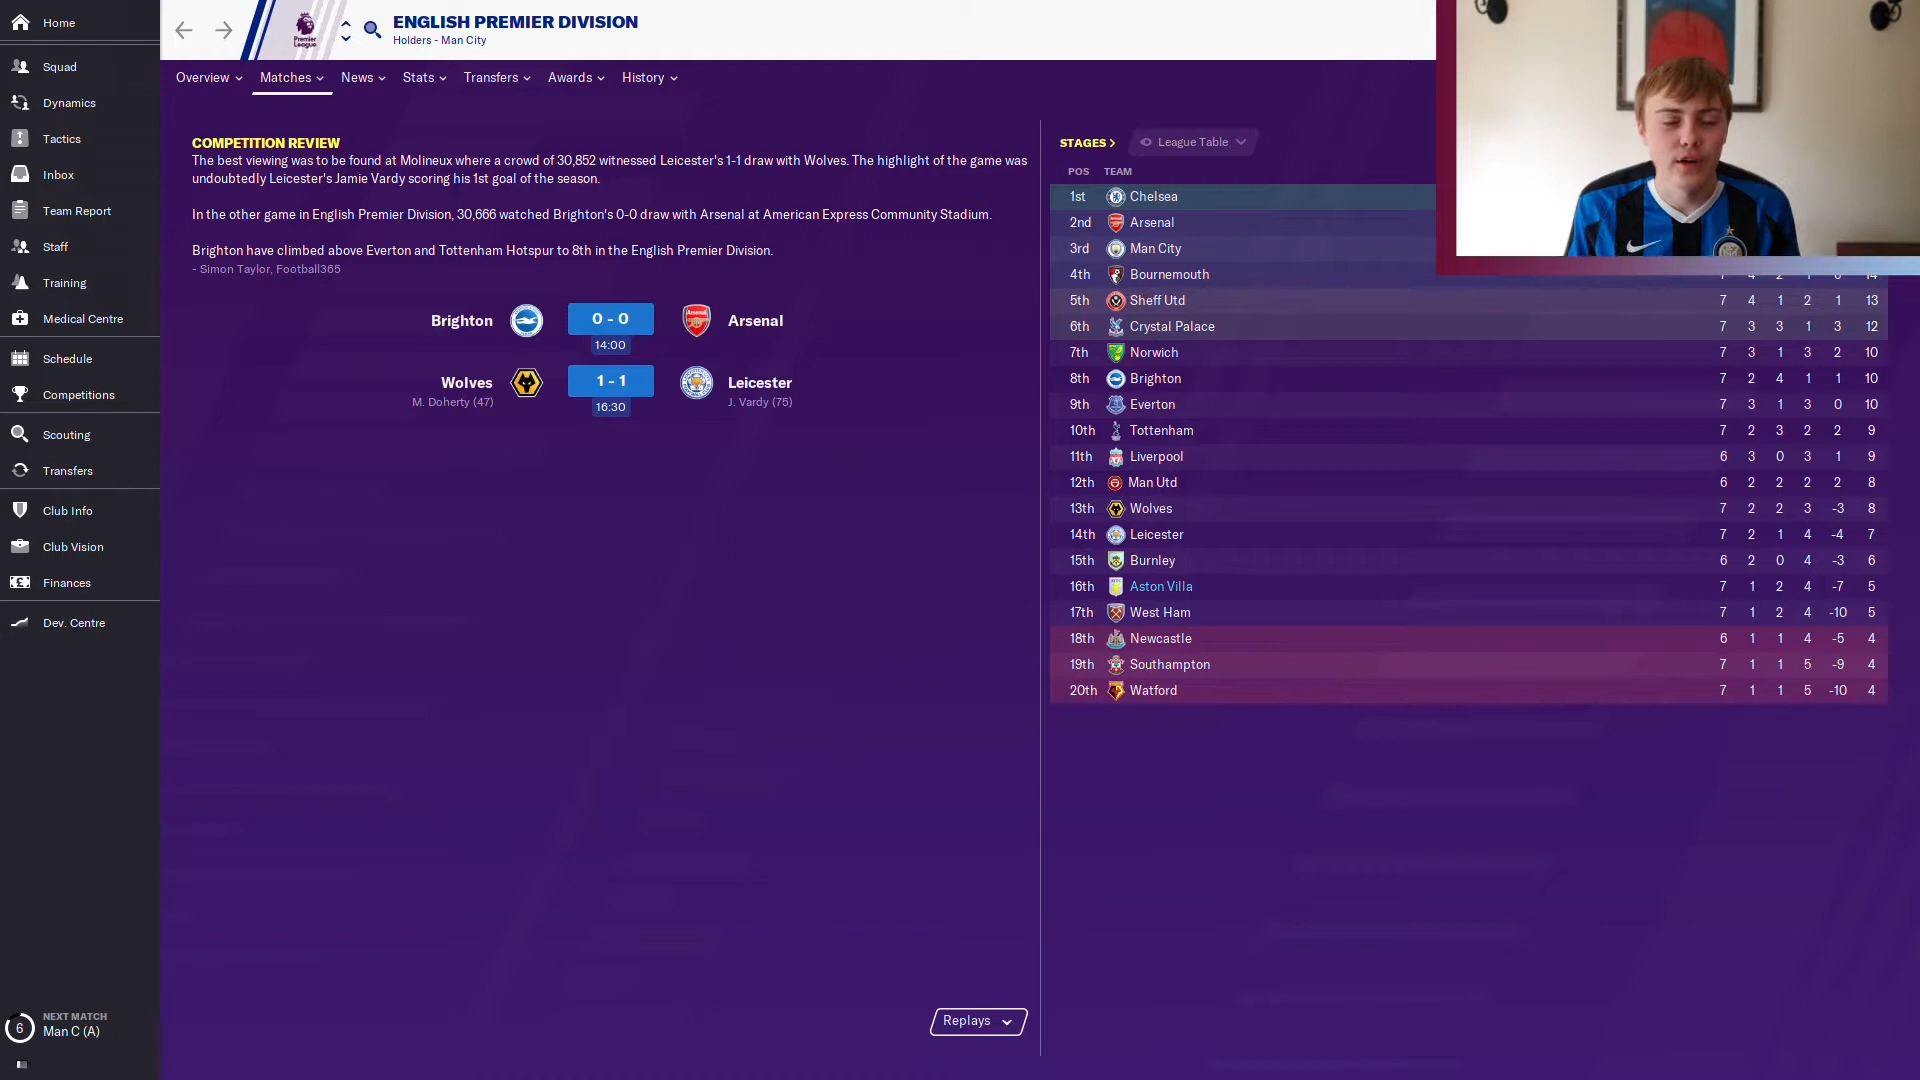 Home
Squad
Dynamics
Tactics
Inbox
Team Report
Staff
Training
Medical Centre
Schedule
Competitions
Scouting
Transfers
Club Info
Club Vision
Finances
Dev. Centre
6
NEXT MATCH
Man C (A)
Premier League
ENGLISH PREMIER DIVISION
Holders - Man City
Overview Matches News Stats Transfers Awards History
COMPETITION REVIEW
The best viewing was to be found at Molineux where a crowd of 30,852 witnessed Leicester's 1-1 draw with Wolves. The highlight of the game was
undoubtedly Leicester's Jamie Vardy scoring his 1st goal of the season.
In the other game in English Premier Division, 30,666 watched Brighton's 0-0 draw with Arsenal at American Express Community Stadium.
Brighton have climbed above Everton and Tottenham Hotspur to 8th in the English Premier Division.
- Simon Taylor, Football365
Brighton 0 - 0 Arsenal
14:00
Wolves 1 - 1 Leicester
M. Doherty (47) J. Vardy (75)
16:30
Replays
STAGES > League Table
POS TEAM
1st Chelsea
2nd Arsenal
3rd Man City
4th Bournemouth 7 4 2 1 6 14
5th Sheff Utd 7 4 1 2 1 13
6th Crystal Palace 7 3 3 1 3 12
7th Norwich 7 3 1 3 2 10
8th Brighton 7 2 4 1 1 10
9th Everton 7 3 1 3 0 10
10th Tottenham 7 2 3 2 2 9
11th Liverpool 6 3 0 3 1 9
12th Man Utd 6 2 2 2 2 8
13th Wolves 7 2 2 3 -3 8
14th Leicester 7 2 1 4 -4 7
15th Burnley 6 2 0 4 -3 6
16th Aston Villa 7 1 2 4 -7 5
17th West Ham 7 1 2 4 -10 5
18th Newcastle 6 1 1 4 -5 4
19th Southampton 7 1 1 5 -9 4
20th Watford 7 1 1 5 -10 4